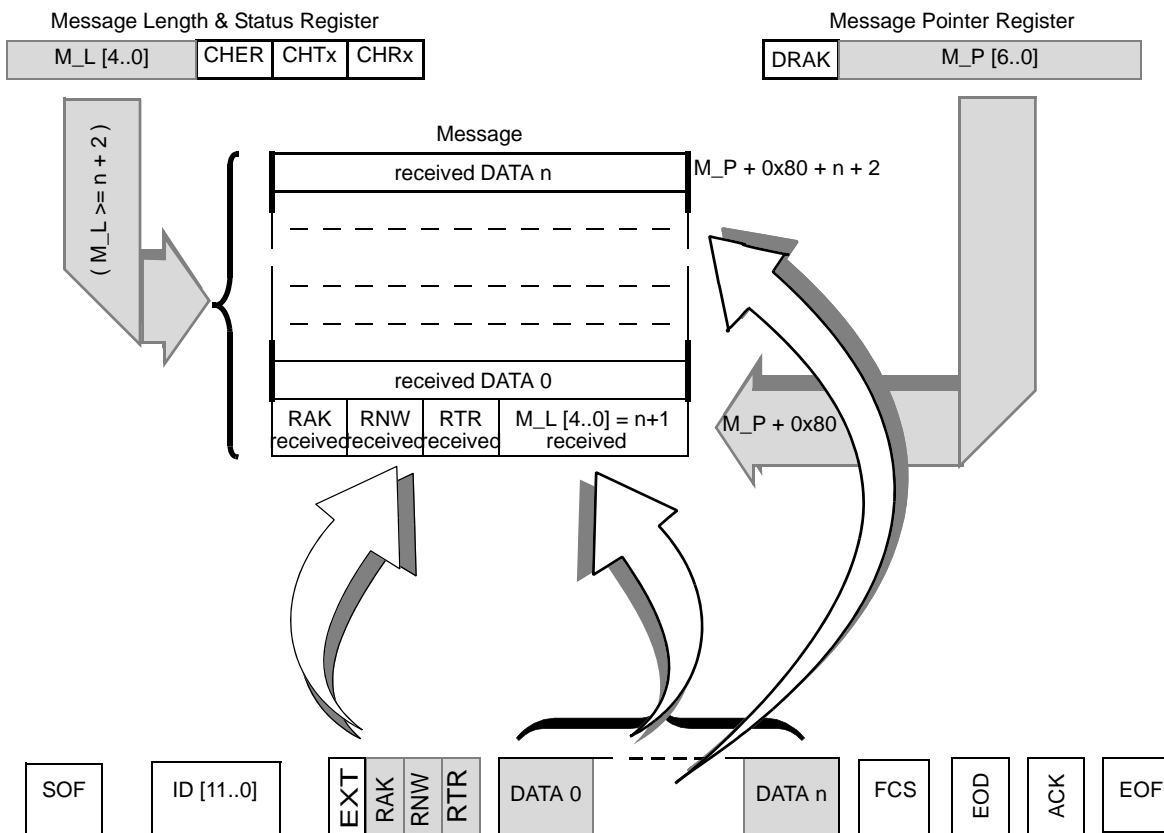 Message Length & Status Register
Message Pointer Register
M_L [4..0]
CHER
CHTx
CHRx
DRAK
M_P [6..0]
( M_L >= n + 2 )
Message
received DATA n
M_P + 0x80 + n + 2
received DATA 0
RAK
received
RNW
received
RTR
received
M_L [4..0] = n+1
received
M_P + 0x80
SOF
ID [11..0]
EXT
RAK
RNW
RTR
DATA 0
DATA n
FCS
EOD
ACK
EOF